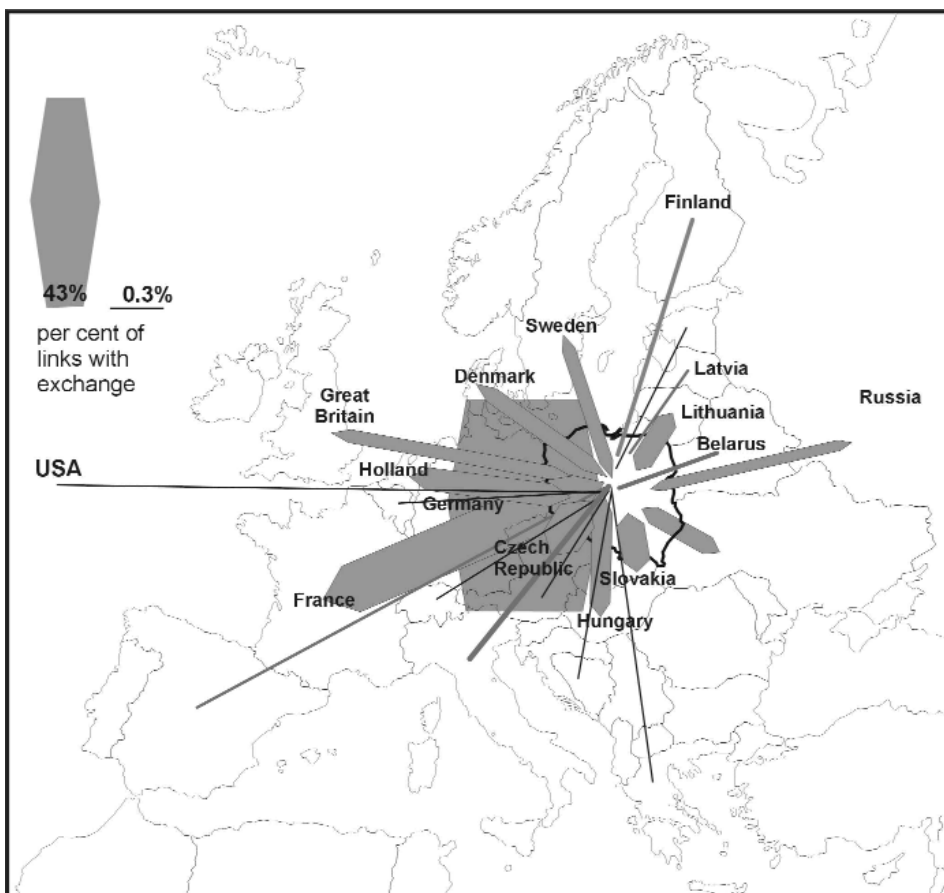 43%
0.3%
per cent of
links with
exchange
Finland
Sweden
Denmark
Latvia
Great
Britain
Lithuania
Russia
Belarus
USA
Holland
Germany
Czech
Republic
Slovakia
France
Hungary